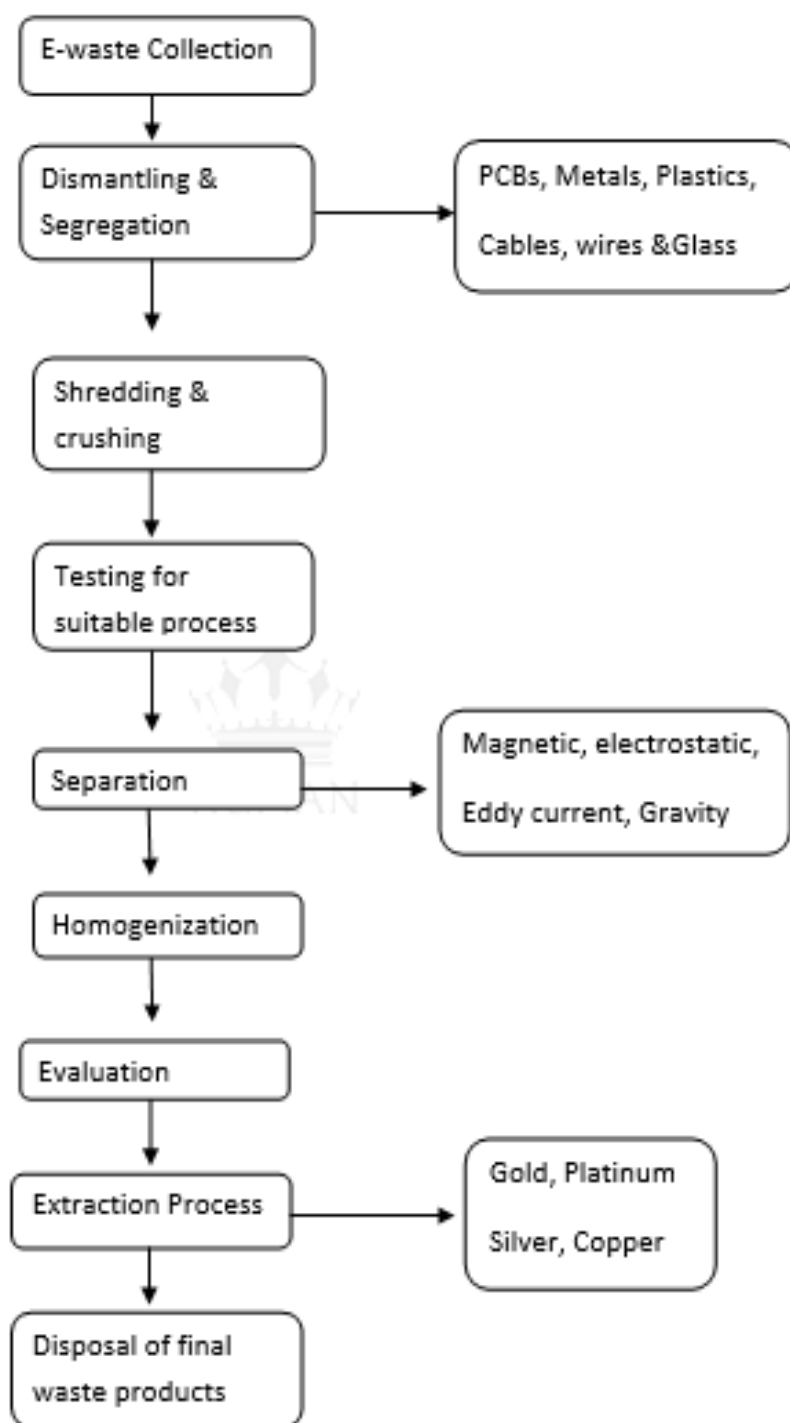 E-waste Collection
Dismantling &
Segregation
PCBs, Metals, Plastics,
Cables, wires &Glass
Shredding &
crushing
Testing for
suitable process
Separation
Magnetic, electrostatic,
Eddy current, Gravity
Homogenization
Evaluation
Extraction Process
Gold, Platinum
Silver, Copper
Disposal of final
waste products